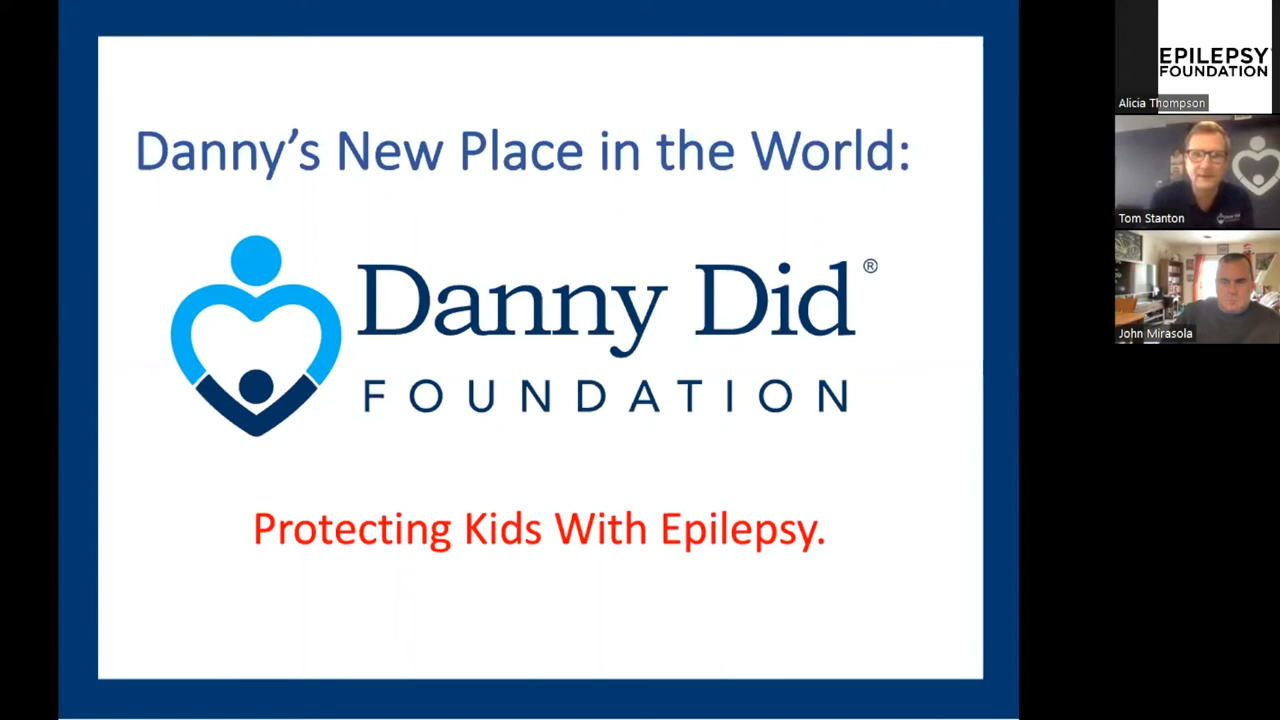 Danny's New Place in the World:
Danny Did®
FOUNDATION
Protecting Kids With Epilepsy.
EPILEPSY
FOUNDATION
Alicia Thompson
Tom Stanton
John Mirasola